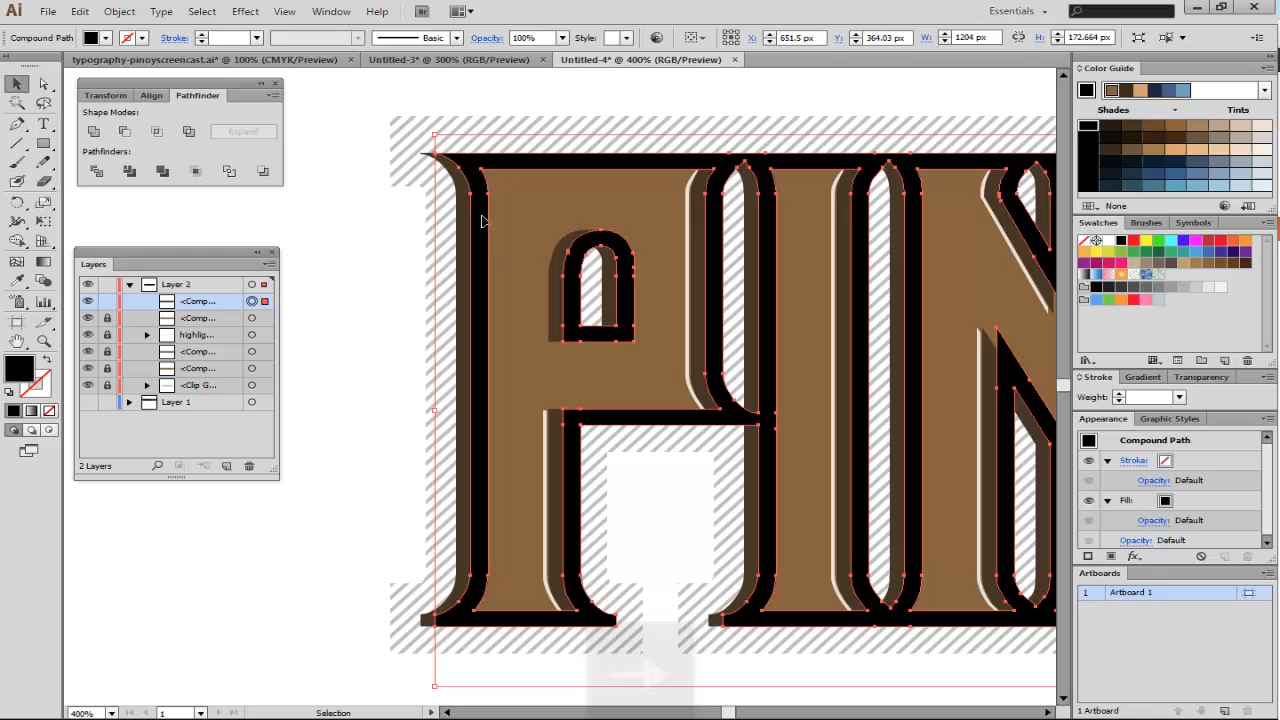 Ai File Edit Object Type Select Effect View Window Help Br Essentials
Compound Path Stroke: Basic Opacity: 100% Style: X: 651.5 px Y: 364.03 px W: 1204 px H: 172.664 px
typography-pinoyscreencast.ai* @ 100% (CMYK/Preview) × Untitled-3* @ 300% (RGB/Preview) × Untitled-4* @ 400% (RGB/Preview) ×
Transform Align Pathfinder
Shape Modes:
Expand
Pathfinders:
Layers
Layer 2
<Comp...
<Comp...
highlig...
<Comp...
<Comp...
<Clip G...
Layer 1
2 Layers
HUN
Color Guide
Shades Tints
None
Swatches Brushes Symbols
Stroke Gradient Transparency
Weight:
Appearance Graphic Styles
Compound Path
Stroke:
Opacity: Default
Fill:
Opacity: Default
Opacity: Default
fx
Artboards
1 Artboard 1
1 Artboard
400% 1 Selection